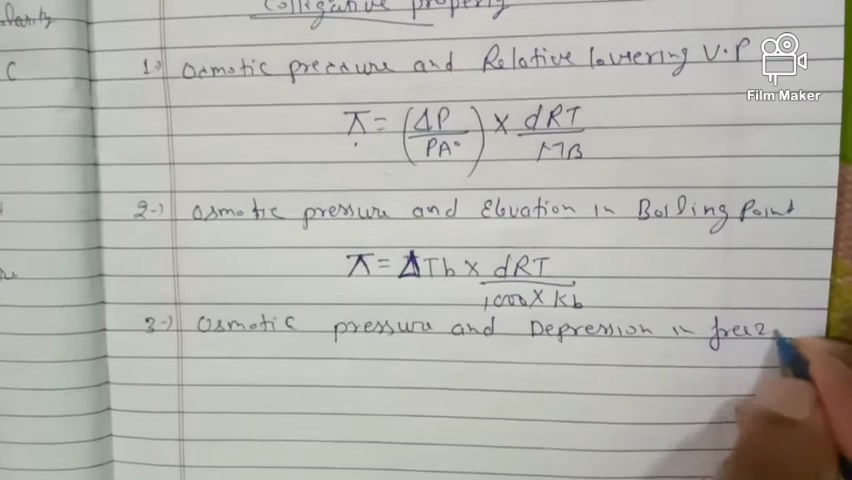 Colligative property
1) Osmotic pressure and Relative lowering V.P
π = (ΔP / PA°) × dRT / MB
2-) Osmotic pressure and Elevation in Boiling Point
π = ΔTb × dRT / 1000 × Kb
3-) Osmotic pressure and Depression in freez
C
Film Maker